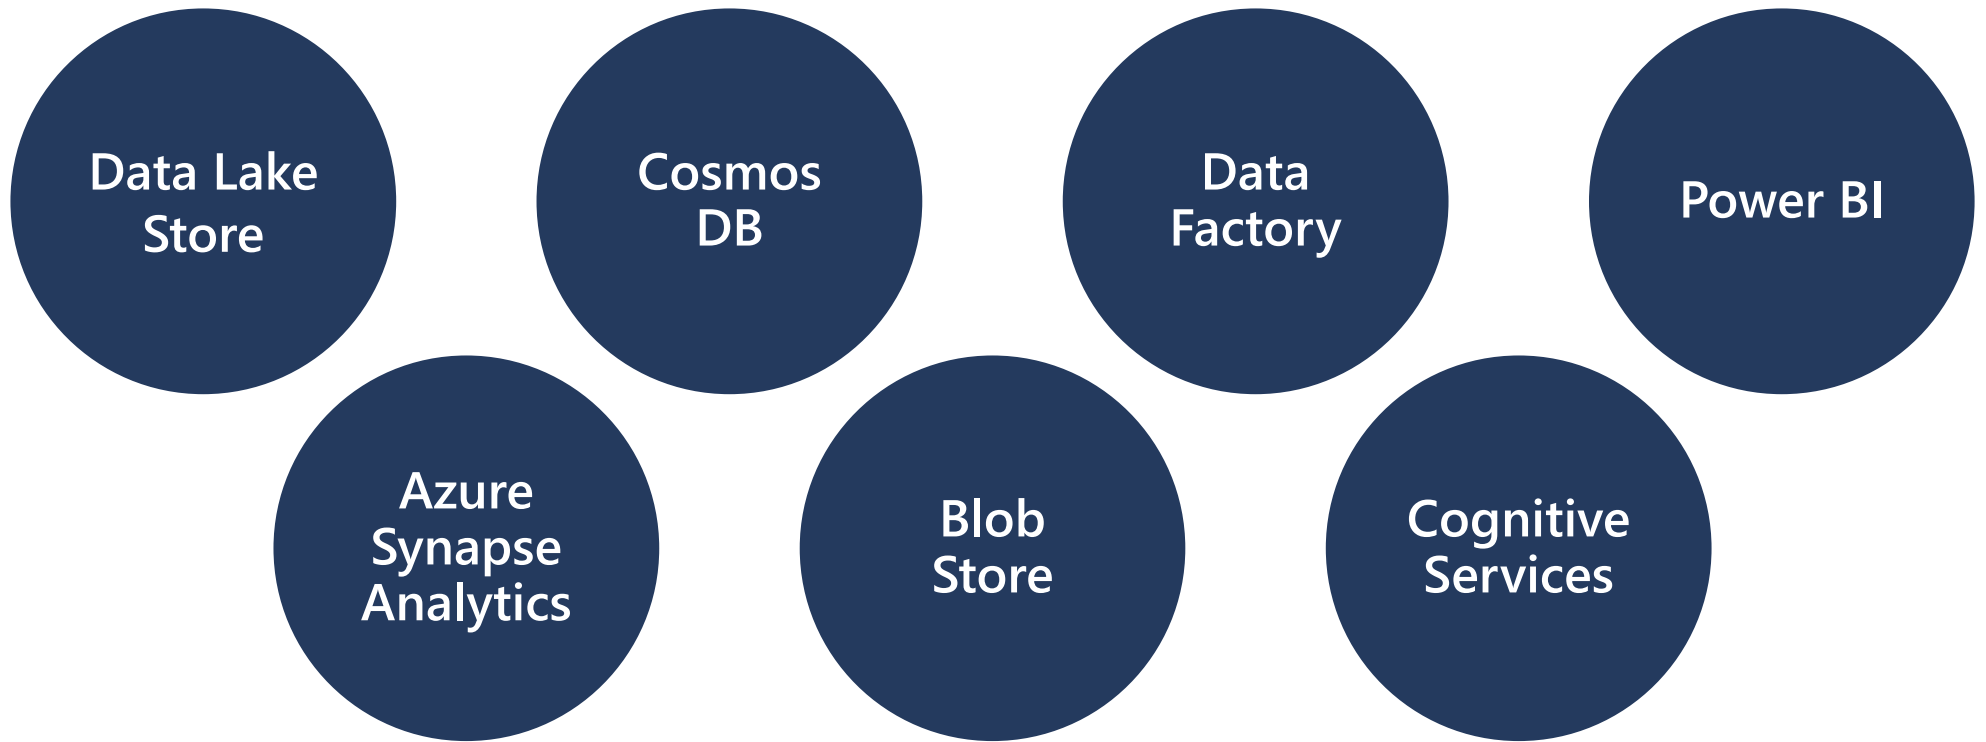 Data Lake
Store
Cosmos
DB
Data
Factory
Power BI
Azure
Synapse
Analytics
Blob
Store
Cognitive
Services